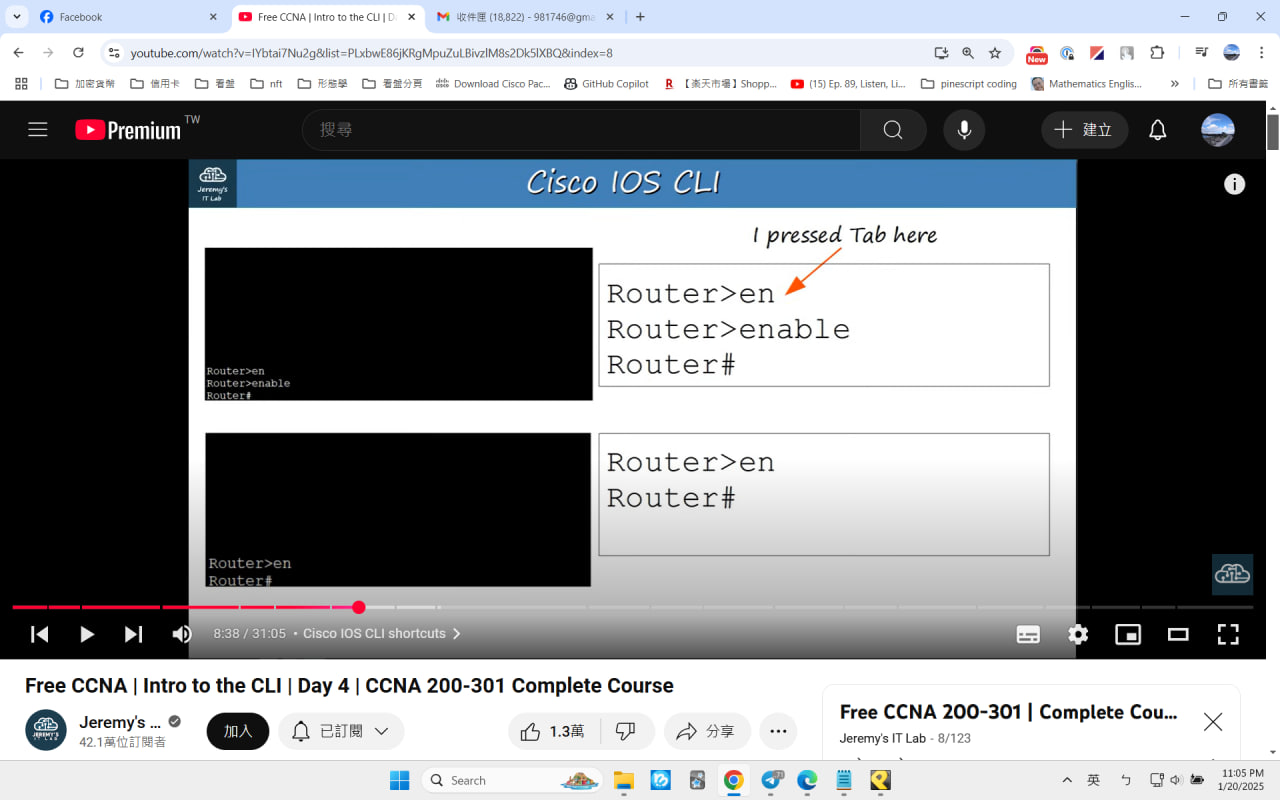 Facebook
Free CCNA | Intro to the CLI | D
收件匣 (18,822) - 981746@gma
youtube.com/watch?v=IYbtai7Nu2g&list=PLxbwE86jKRgMpuZuLBivzlM8s2Dk5lXBQ&index=8
New
加密貨幣
信用卡
看盤
nft
形態學
看盤分頁
Download Cisco Pac...
GitHub Copilot
【楽天市場】Shopp...
(15) Ep. 89, Listen, Li...
pinescript coding
Mathematics Englis...
所有書籤
Premium TW
搜尋
建立
Jeremy's
IT Lab
Cisco IOS CLI
I pressed Tab here
Router>en
Router>enable
Router#
Router>en
Router>enable
Router#
Router>en
Router#
Router>en
Router#
8:38 / 31:05 • Cisco IOS CLI shortcuts
Free CCNA | Intro to the CLI | Day 4 | CCNA 200-301 Complete Course
JEREMY'S
IT LAB
Jeremy's ...
42.1萬位訂閱者
加入
已訂閱
1.3萬
分享
Free CCNA 200-301 | Complete Cou...
Jeremy's IT Lab - 8/123
Search
71
英
ㄅ
11:05 PM
1/20/2025